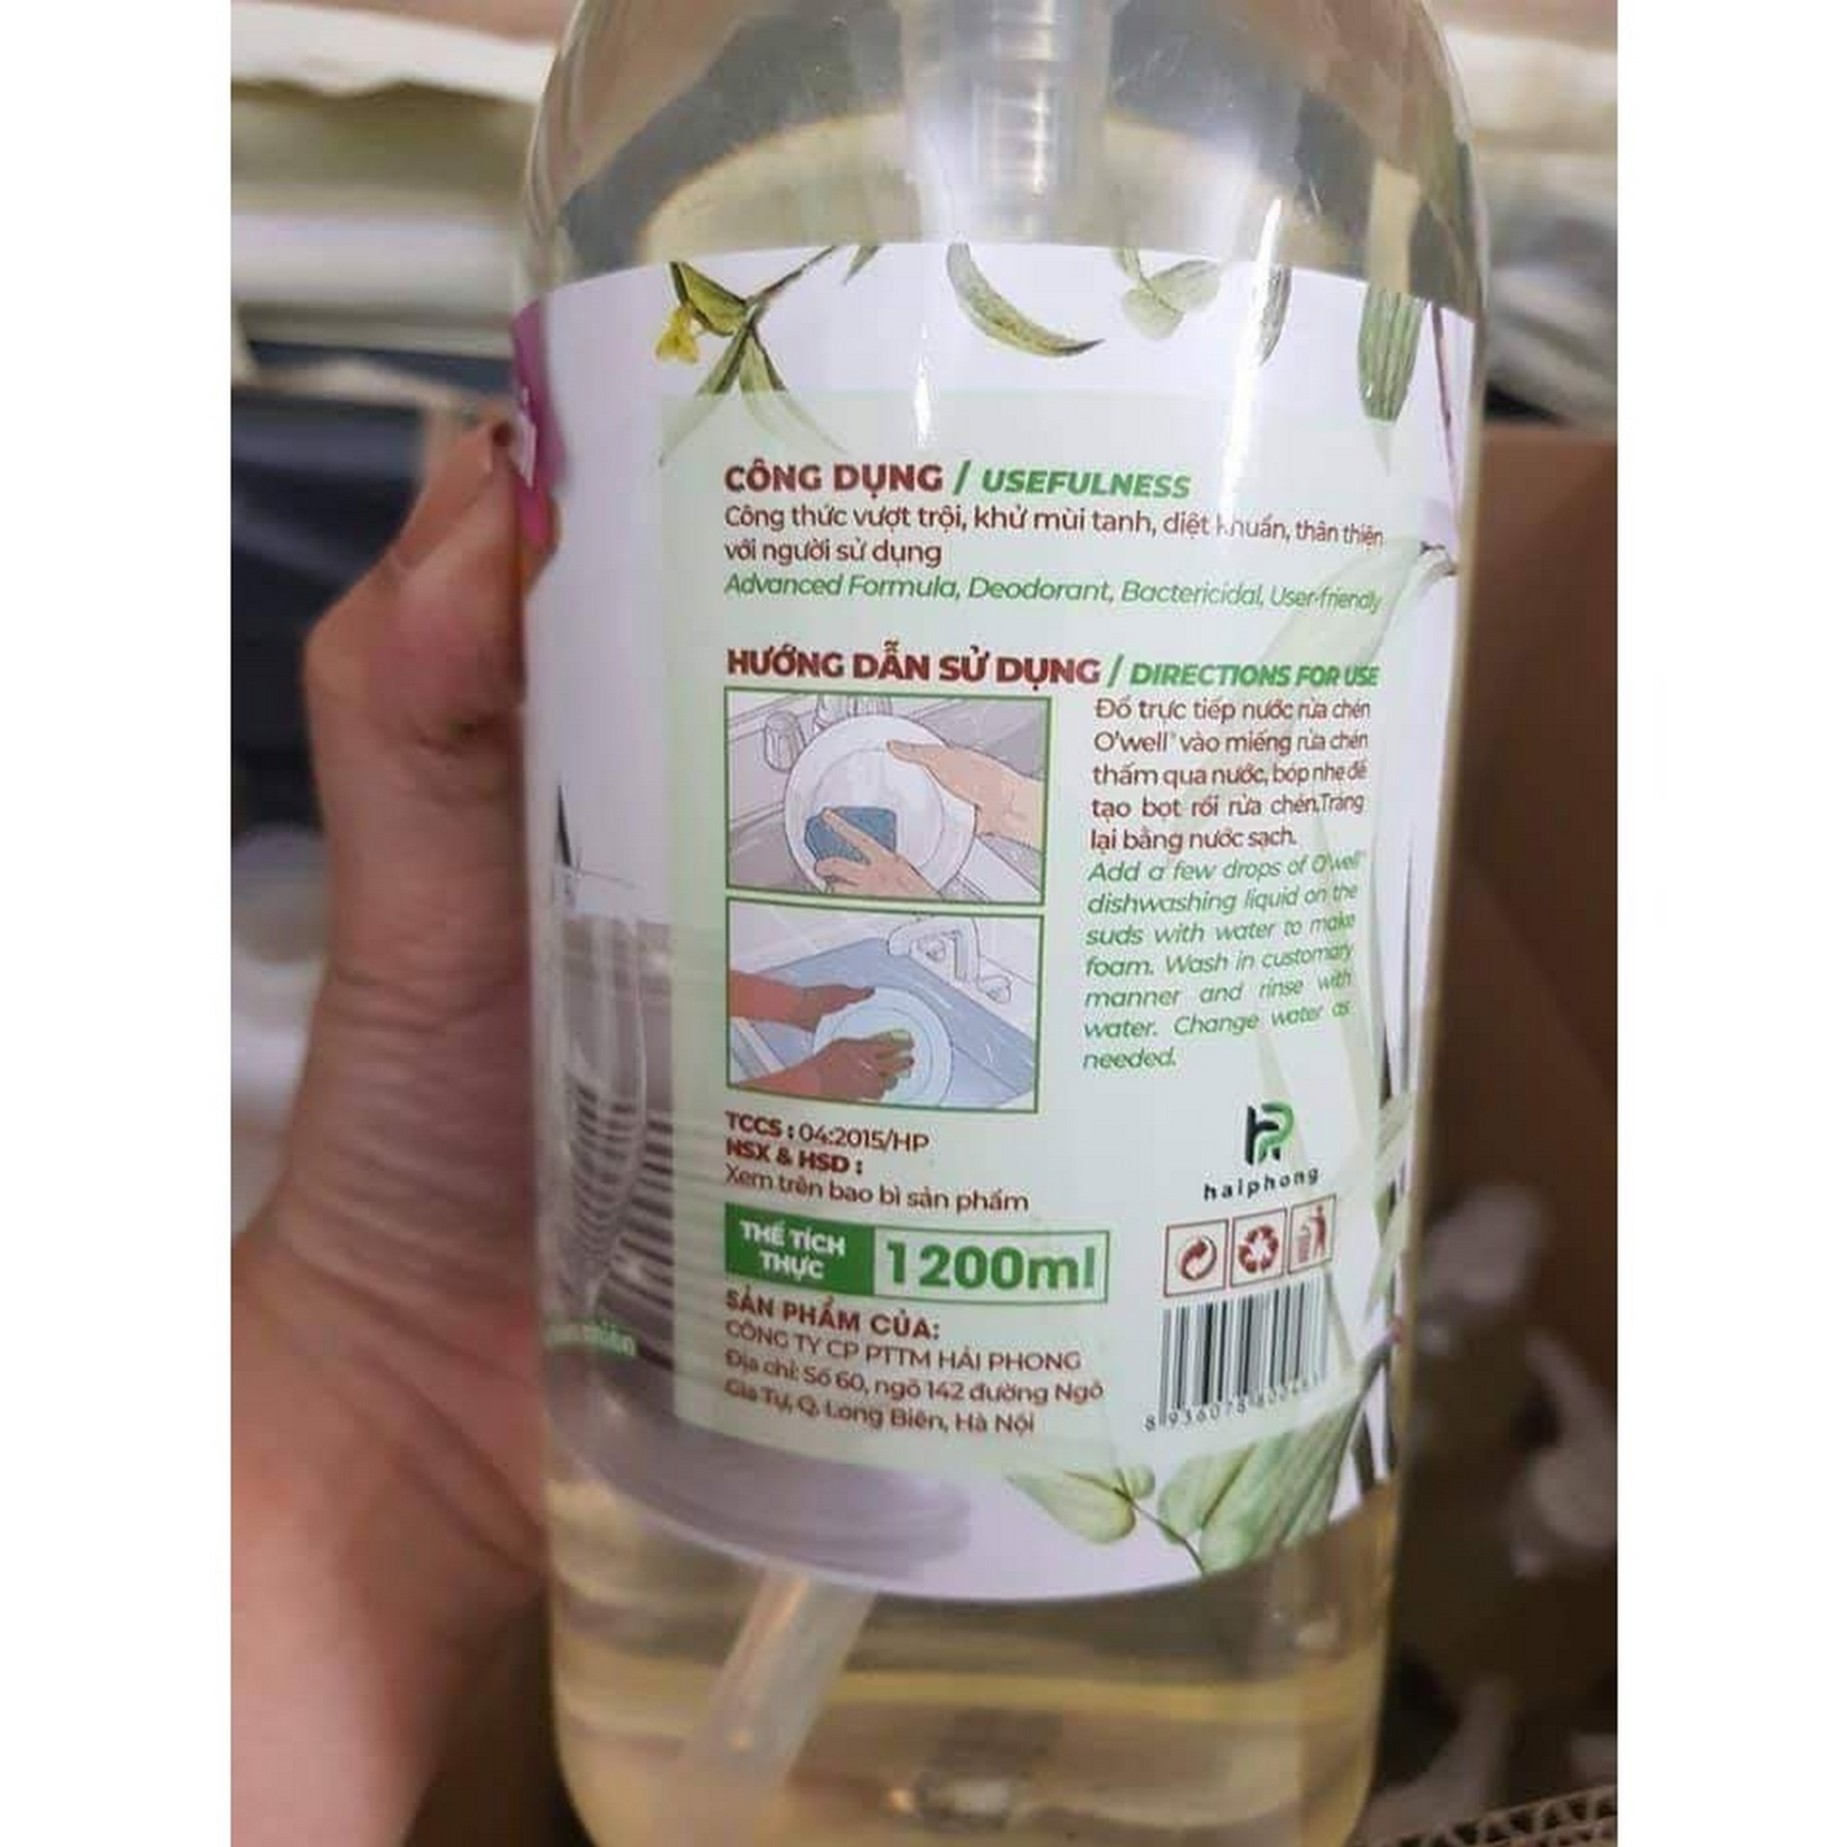 CÔNG DỤNG / USEFULNESS
Công thức vượt trội, khử mùi tanh, diệt khuẩn, thân thiện
với người sử dụng
Advanced Formula, Deodorant, Bactericidal, User-friendly
HƯỚNG DẪN SỬ DỤNG / DIRECTIONS FOR USE
Đổ trực tiếp nước rửa chén
O'well vào miếng rửa chén
thấm qua nước, bóp nhẹ để
tạo bọt rồi rửa chén.Tráng
lại bằng nước sạch.
Add a few drops of O'well
dishwashing liquid on the
suds with water to make
foam. Wash in customary
manner and rinse with
water. Change water as
needed.
TCCS : 04:2015/HP
NSX & HSD :
Xem trên bao bì sản phẩm
haiphong
THỂ TÍCH
THỰC
1200ml
SẢN PHẨM CỦA:
CÔNG TY CP PTTM HẢI PHONG
Địa chỉ: Số 60, ngõ 142 đường Ngô
Gia Tự, Q. Long Biên, Hà Nội